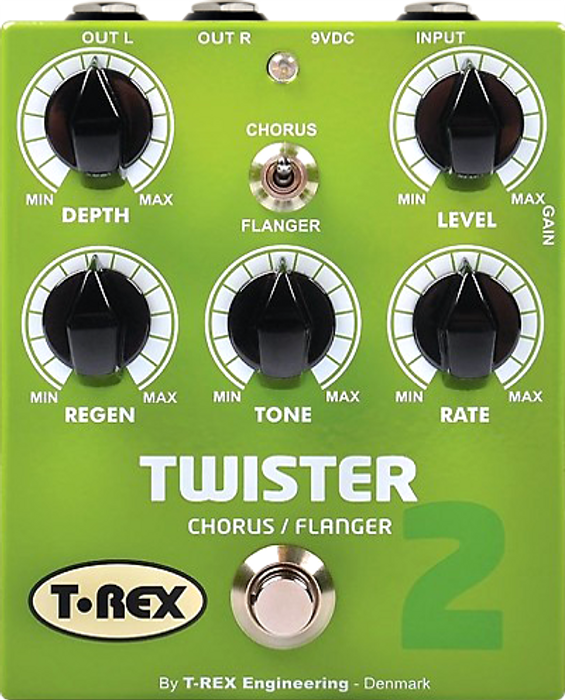 OUT L OUT R 9VDC INPUT
CHORUS
MIN MAX MIN MAX
DEPTH FLANGER LEVEL
GAIN
MIN MAX MIN MAX MIN MAX
REGEN TONE RATE
TWISTER
CHORUS / FLANGER
2
T•REX
By T-REX Engineering - Denmark